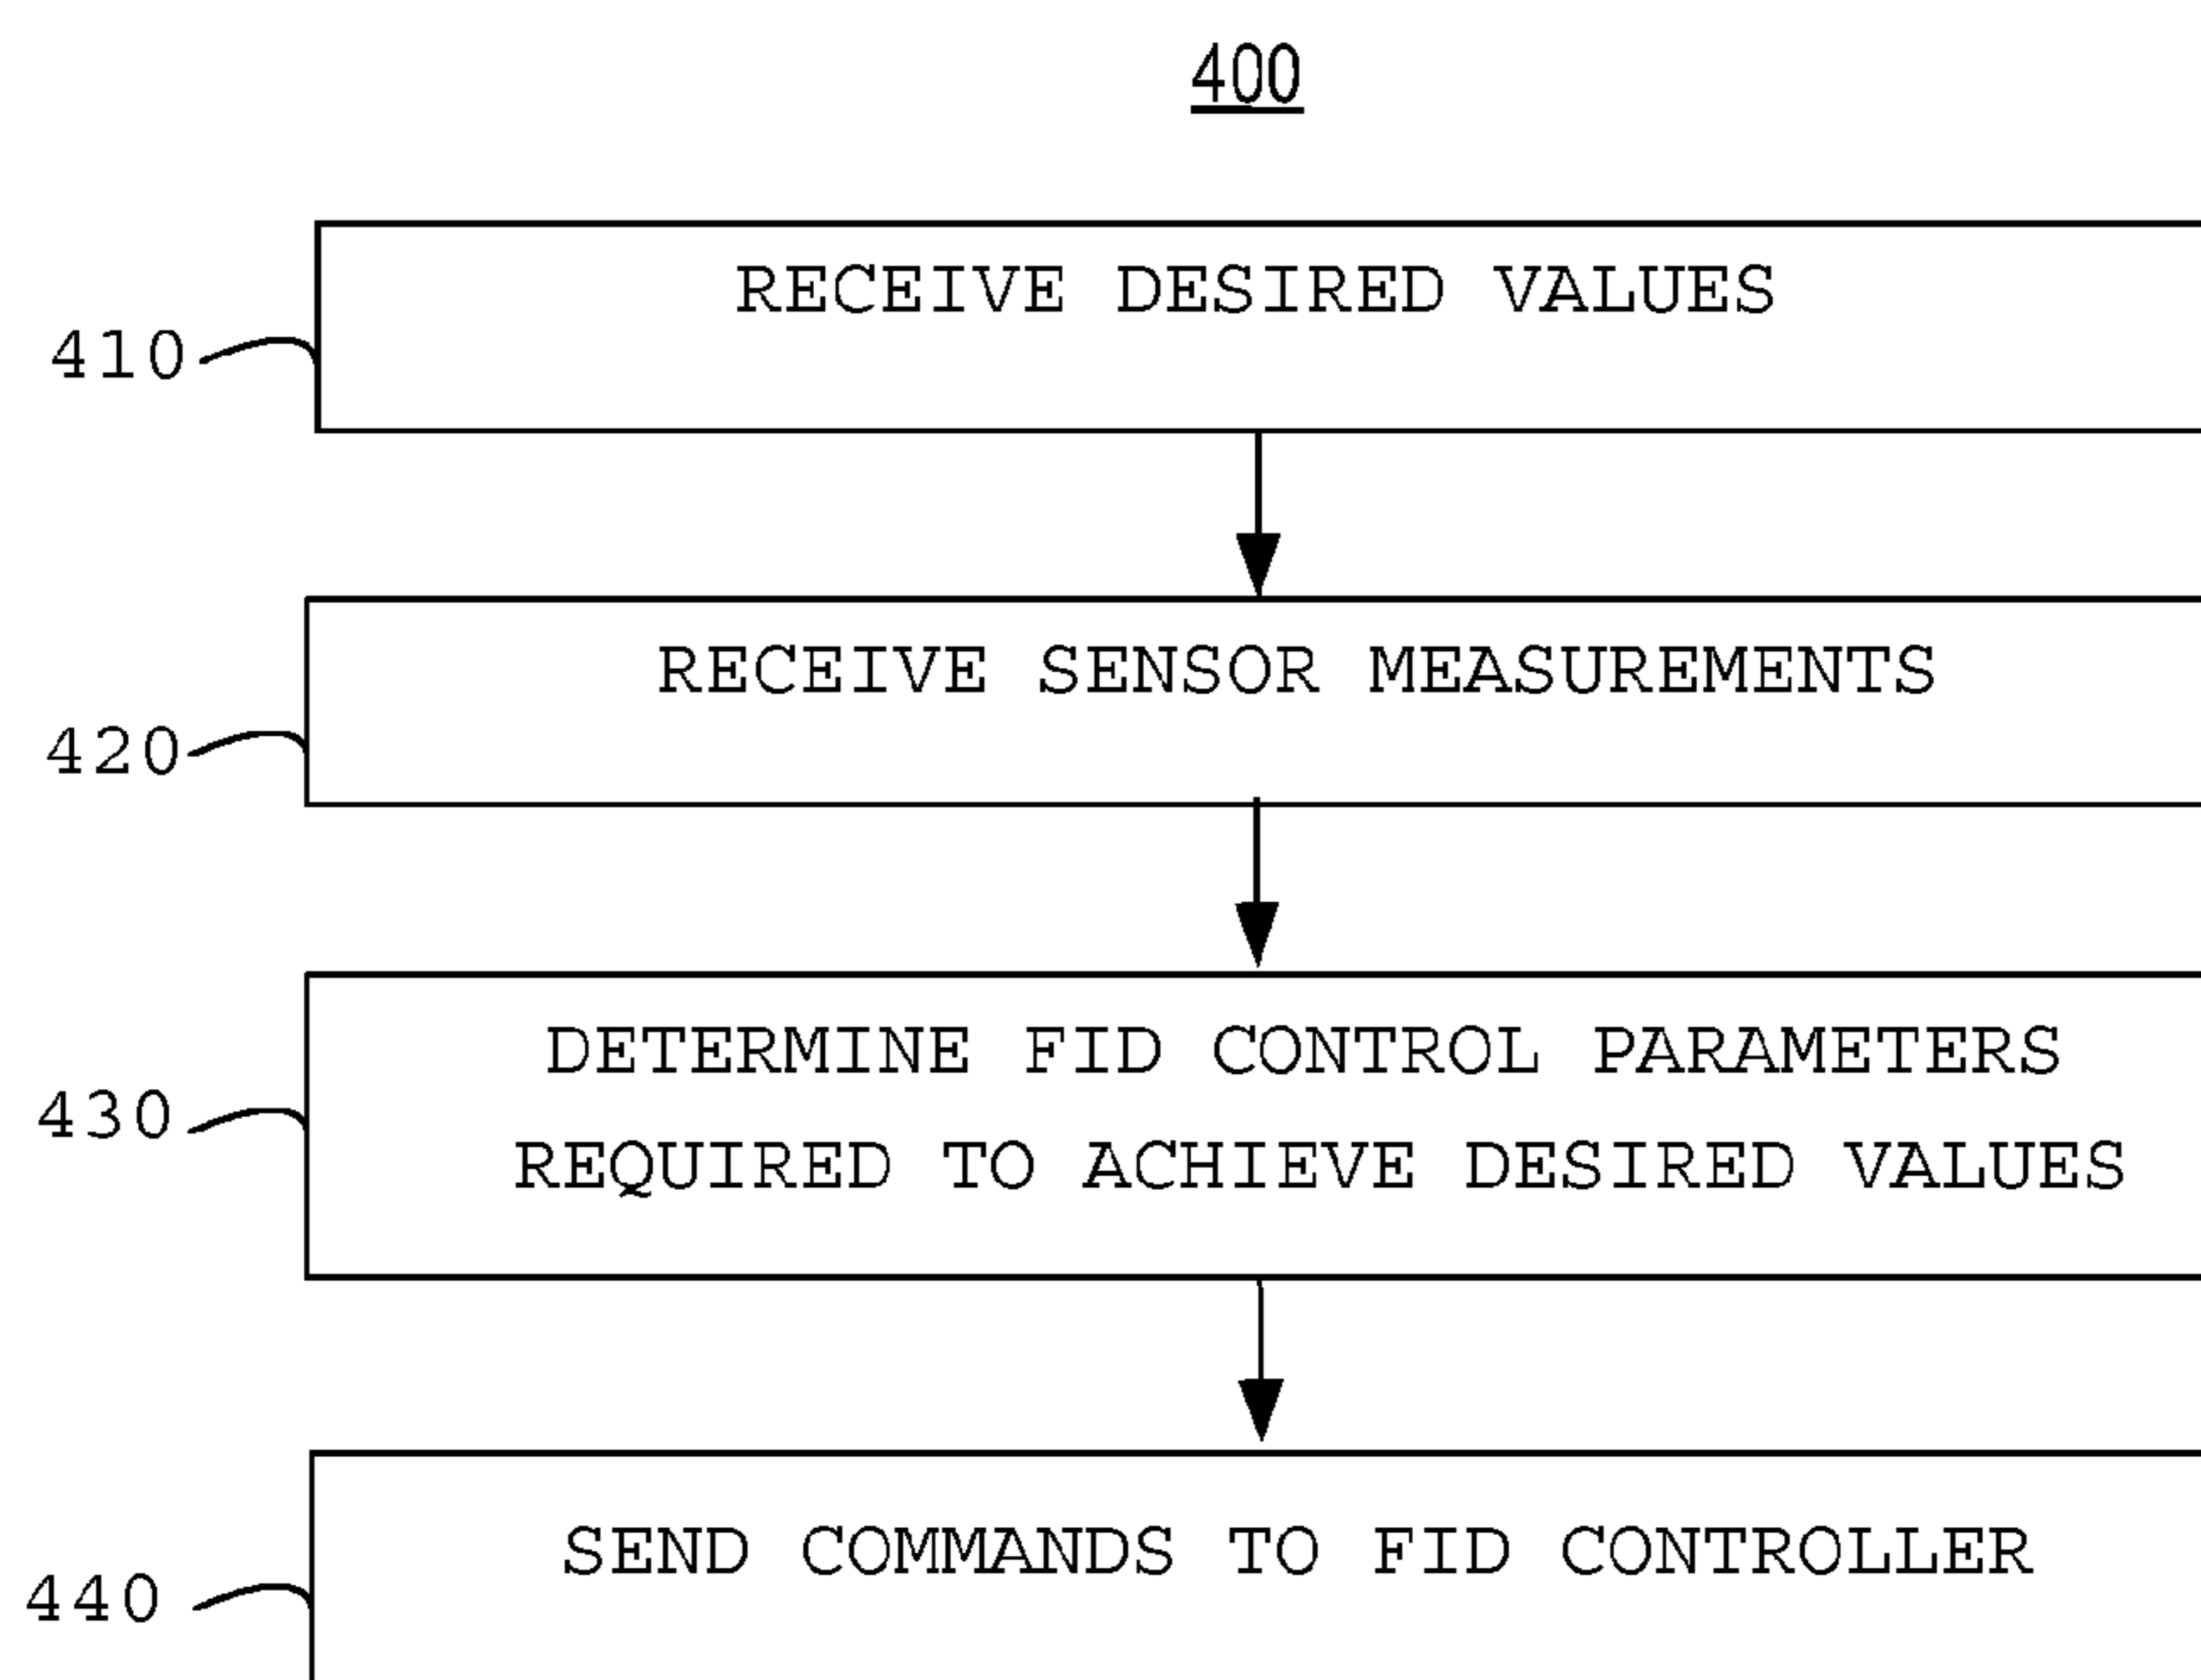 400
RECEIVE DESIRED VALUES
410
RECEIVE SENSOR MEASUREMENTS
420
DETERMINE FID CONTROL PARAMETERS
430
REQUIRED TO ACHIEVE DESIRED VALUES
SEND COMMANDS TO FID CONTROLLER
440